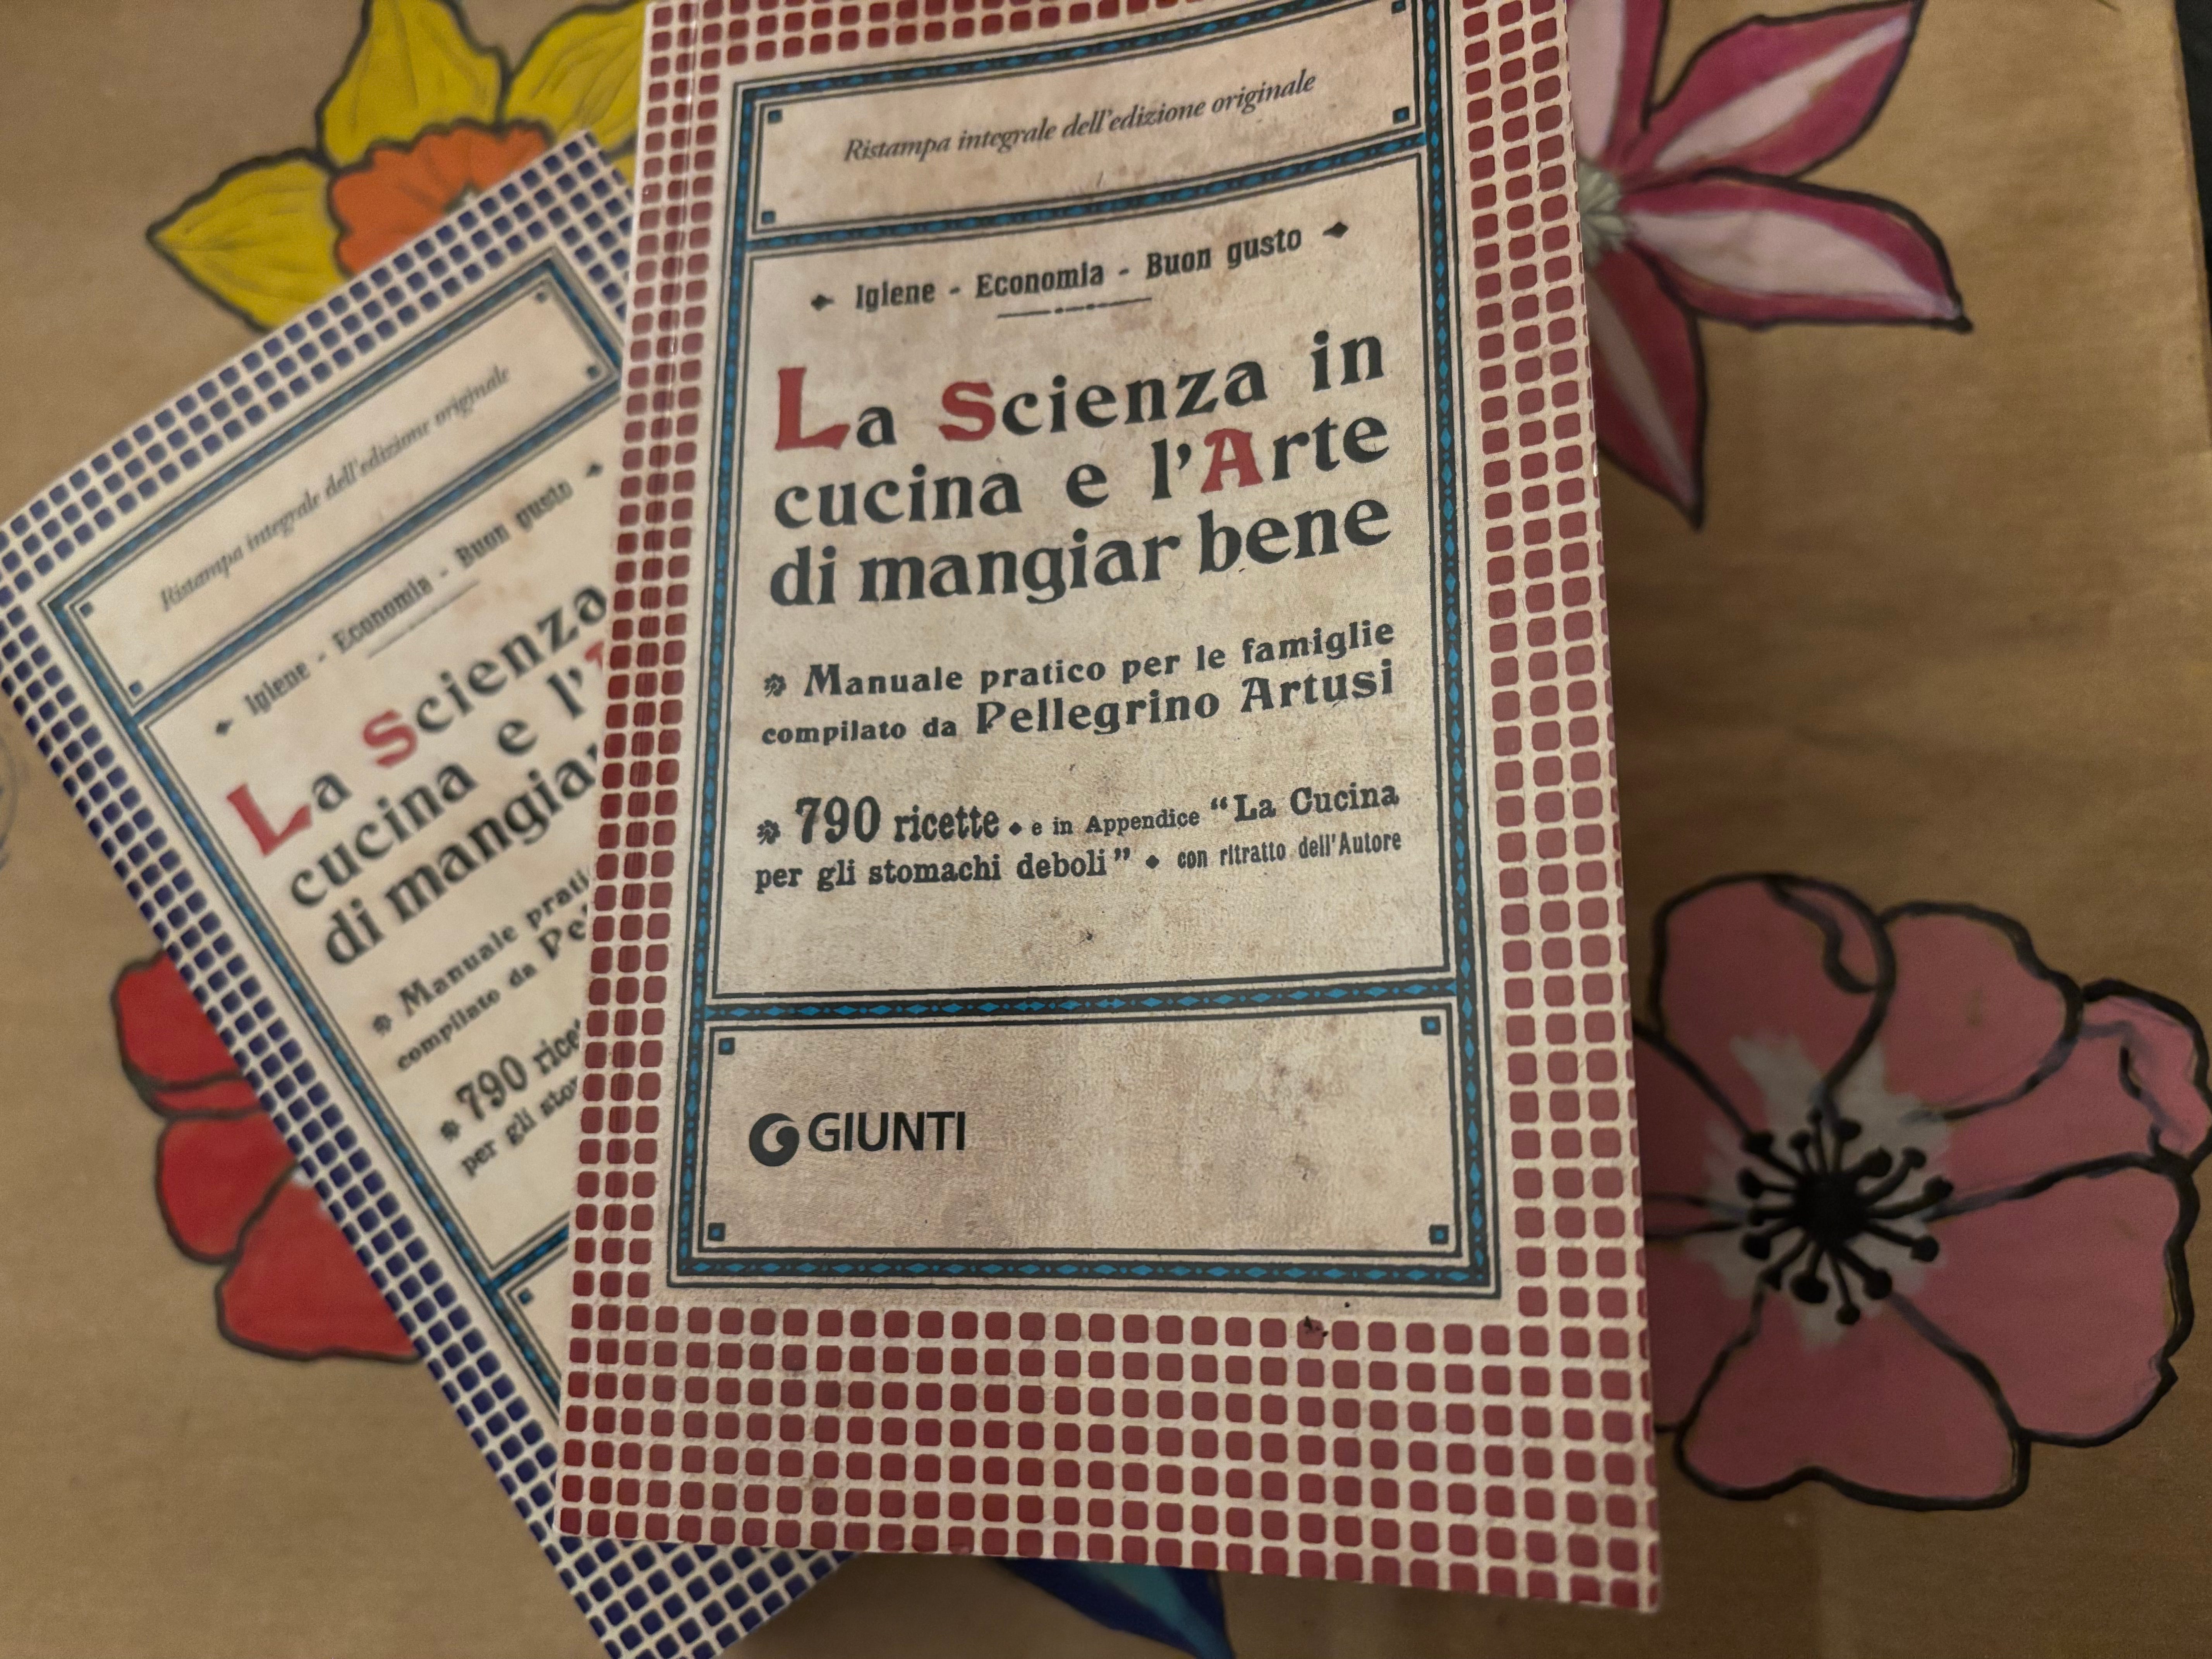 Ristampa integrale dell'edizione originale
Igiene - Economia - Buon gusto
La Scienza in
cucina e l'Arte
di mangiar bene
Manuale pratico per le famiglie
compilato da Pellegrino Artusi
790 ricette • e in Appendice “La Cucina
per gli stomachi deboli” • con ritratto dell'Autore
GIUNTI
Ristampa integrale dell'edizione originale
Igiene - Economia - Buon gusto
La Scienza
cucina e l'
di mangiar
Manuale prati
compilato da Pe
790 rice
per gli sto